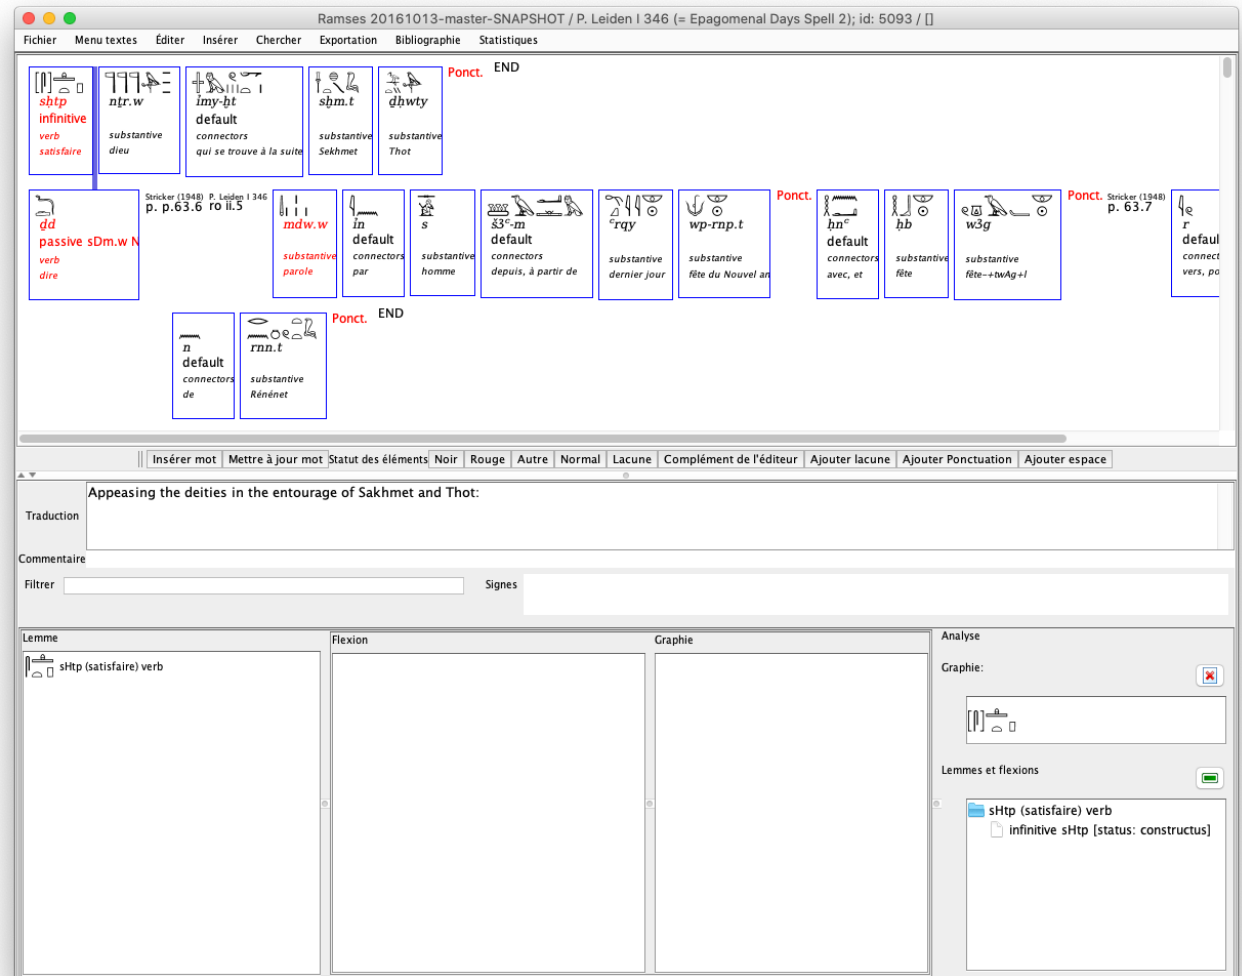 Ramses 20161013-master-SNAPSHOT / P. Leiden I 346 (= Epagomenal Days Spell 2); id: 5093 / []
Fichier Menu textes Éditer Insérer Chercher Exportation Bibliographie Statistiques
sḥtp nṯr.w imy-ḫt sḫm.t ḏḥwty Ponct. END
infinitive default
verb substantive connectors substantive substantive
satisfaire dieu qui se trouve à la suite Sekhmet Thot
Stricker (1948) P. Leiden I 346
p. p.63.6 ro ii.5
Ponct. Ponct. Stricker (1948)
p. 63.7
ḏd mdw.w in s š3ꜥ-m ꜥrqy wp-rnp.t ḥnꜥ ḥb w3g r
passive sDm.w N default default default defaul
verb substantive connectors substantive connectors substantive substantive connectors substantive substantive connect
dire parole par homme depuis, à partir de dernier jour fête du Nouvel an avec, et fête fête-+twAg+l vers, po
n rnn.t Ponct. END
default
connectors substantive
de Rénénet
Insérer mot Mettre à jour mot Statut des éléments Noir Rouge Autre Normal Lacune Complément de l'éditeur Ajouter lacune Ajouter Ponctuation Ajouter espace
Traduction Appeasing the deities in the entourage of Sakhmet and Thot:
Commentaire
Filtrer Signes
Lemme Flexion Graphie Analyse
sHtp (satisfaire) verb
Graphie:
Lemmes et flexions
sHtp (satisfaire) verb
infinitive sHtp [status: constructus]